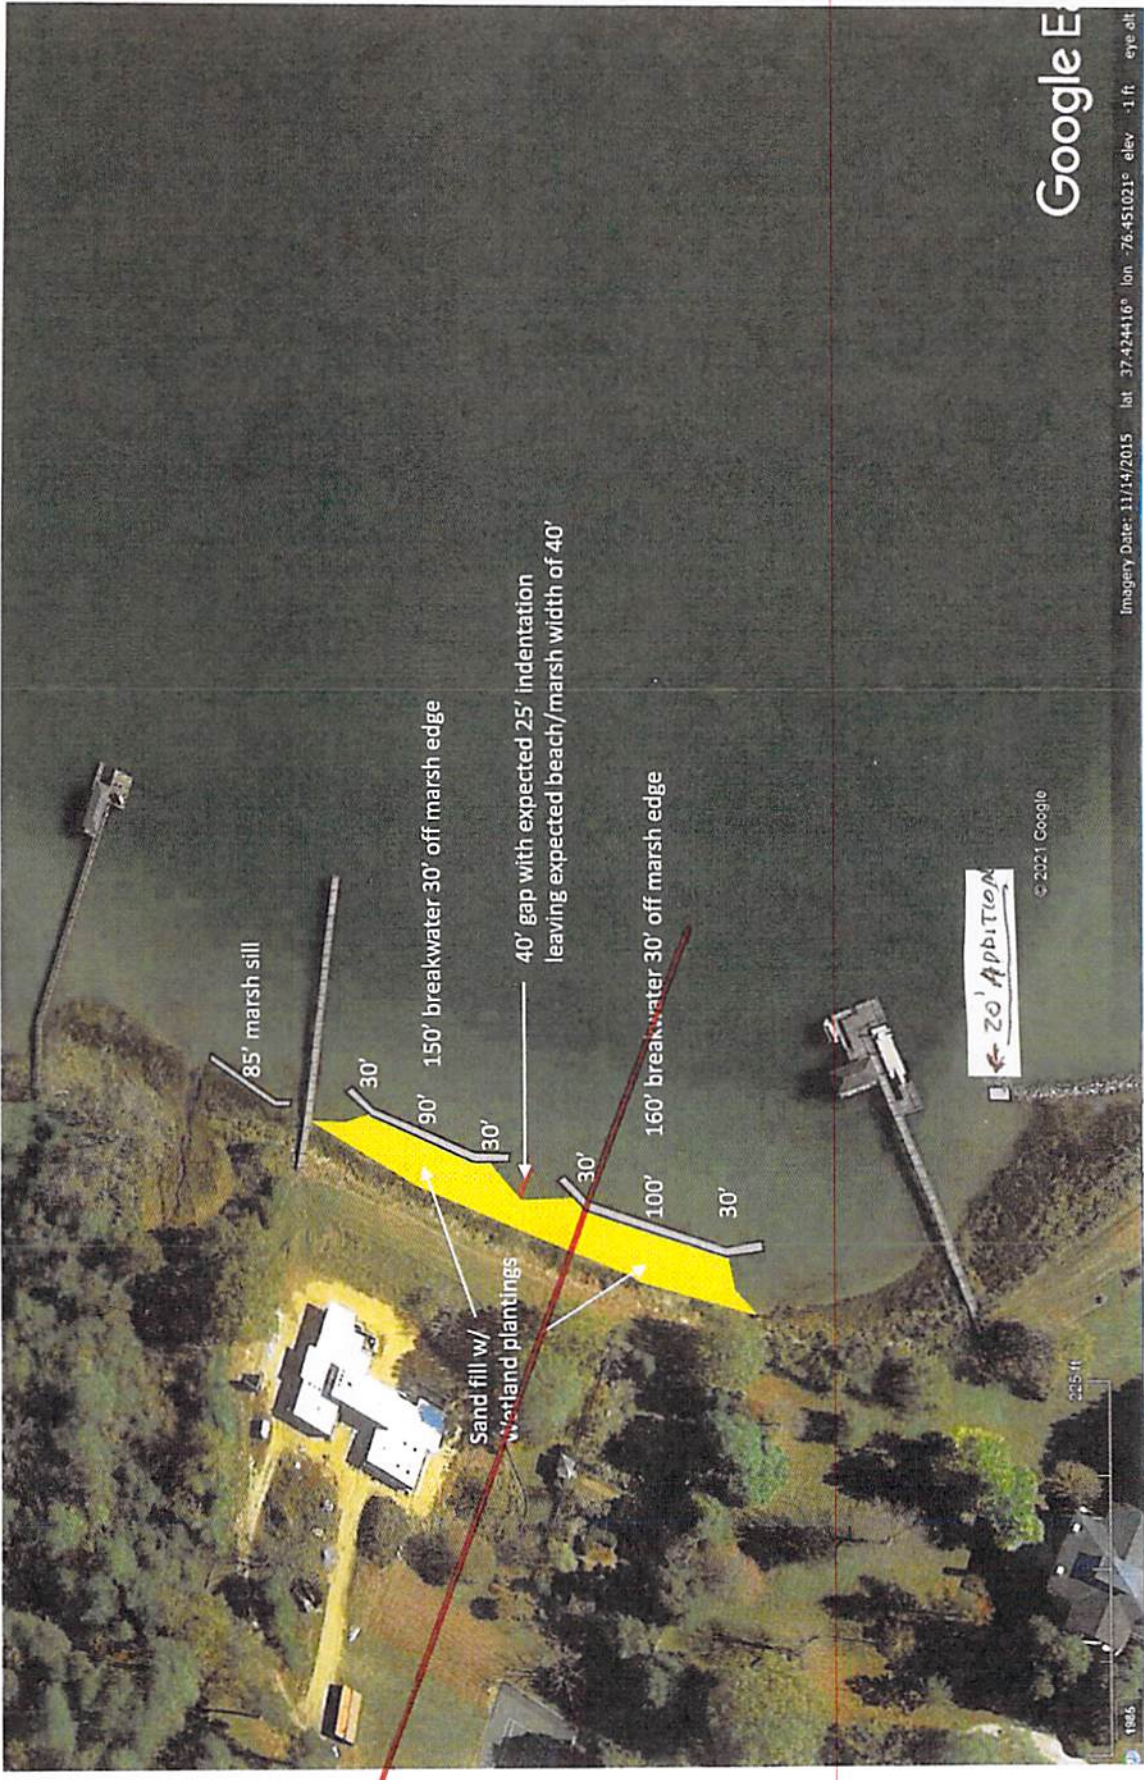 85' marsh sill
30'
90'
150' breakwater 30' off marsh edge
30'
40' gap with expected 25' indentation
leaving expected beach/marsh width of 40'
Sand fill w/
Wetland plantings
30'
100'
160' breakwater 30' off marsh edge
30'
← 20' ADDITION
© 2021 Google
Google E
225 ft
1985
Imagery Date: 11/14/2015 lat 37.424416° lon -76.451021° elev -1 ft eye alt